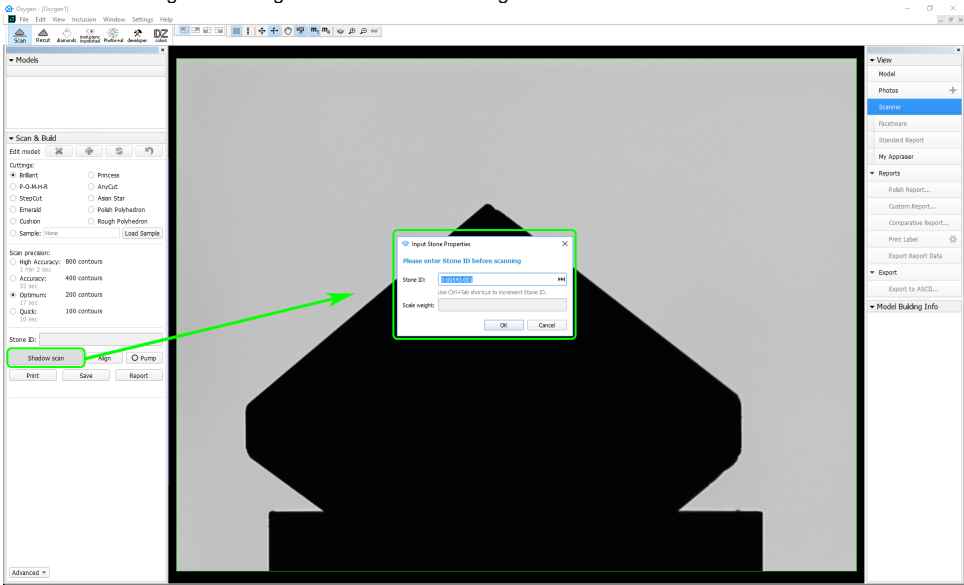 Oxygen - [Oxygen1]
File Edit View Inclusion Window Settings Help
Scan Recut diamonds inclusions inpolished Photoreal developer DZ colors
Models
Scan & Build
Edit model:
Cuttings:
Brilliant Princess
P-O-M-H-R AnyCut
StepCut Asian Star
Emerald Polish Polyhedron
Cushion Rough Polyhedron
Sample: None Load Sample
Scan precision:
High Accuracy: 800 contours
1 min 2 sec
Accuracy: 400 contours
32 sec
Optimum: 200 contours
17 sec
Quick: 100 contours
10 sec
Stone ID:
Shadow scan Align Pump
Print Save Report
Advanced
Input Stone Properties
Please enter Stone ID before scanning
Stone ID:
Use Ctrl+Tab shortcut to increment Stone ID.
Scale weight:
OK Cancel
View
Model
Photos
Scanner
Facetware
Standard Report
My Appraiser
Reports
Polish Report...
Custom Report...
Comparative Report...
Print Label
Export Report Data
Export
Export to ASCII...
Model Building Info